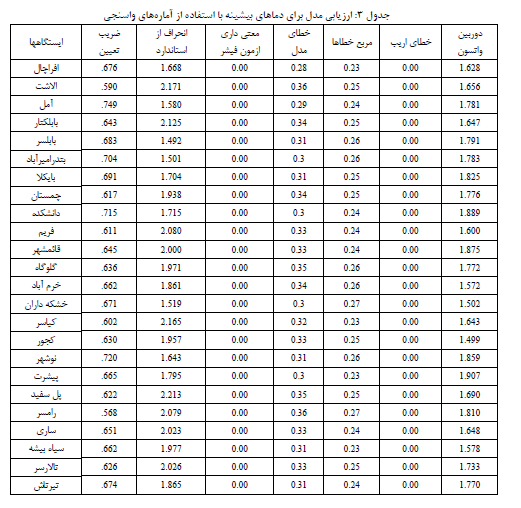 جدول ۳: ارزیابی مدل برای دماهای بیشینه با استفاده از آماره‌های واسنجی
ایستگاهها ضریب تعیین انحراف از استاندارد معنی داری ازمون فیشر خطای مدل مربع خطاها خطای اریب دوربین واتسون
افراچال .676 1.668 0.00 0.28 0.23 0.00 1.628
الاشت .590 2.171 0.00 0.36 0.25 0.00 1.656
آمل .749 1.580 0.00 0.29 0.24 0.00 1.781
بابلکنار .643 2.125 0.00 0.34 0.25 0.00 1.647
بابلسر .683 1.492 0.00 0.31 0.26 0.00 1.791
بندرامیرآباد .704 1.501 0.00 0.3 0.26 0.00 1.783
بایکلا .691 1.704 0.00 0.31 0.25 0.00 1.825
چمستان .617 1.938 0.00 0.34 0.25 0.00 1.776
دانشکده .715 1.715 0.00 0.3 0.24 0.00 1.889
فریم .611 2.080 0.00 0.33 0.24 0.00 1.600
قائمشهر .645 2.000 0.00 0.33 0.24 0.00 1.875
گلوگاه .636 1.971 0.00 0.35 0.26 0.00 1.772
خرم آباد .662 1.861 0.00 0.34 0.26 0.00 1.572
خشکه داران .671 1.519 0.00 0.3 0.27 0.00 1.502
کیاسر .602 2.165 0.00 0.32 0.23 0.00 1.643
کجور .630 1.957 0.00 0.33 0.25 0.00 1.499
نوشهر .720 1.643 0.00 0.31 0.26 0.00 1.859
پیشرت .665 1.795 0.00 0.3 0.23 0.00 1.907
پل سفید .622 2.213 0.00 0.35 0.25 0.00 1.690
رامسر .568 2.079 0.00 0.36 0.27 0.00 1.810
ساری .651 2.023 0.00 0.33 0.24 0.00 1.648
سیاه بیشه .662 1.977 0.00 0.31 0.23 0.00 1.578
تالارسر .626 2.026 0.00 0.33 0.25 0.00 1.733
تیرتاش .674 1.865 0.00 0.31 0.24 0.00 1.770